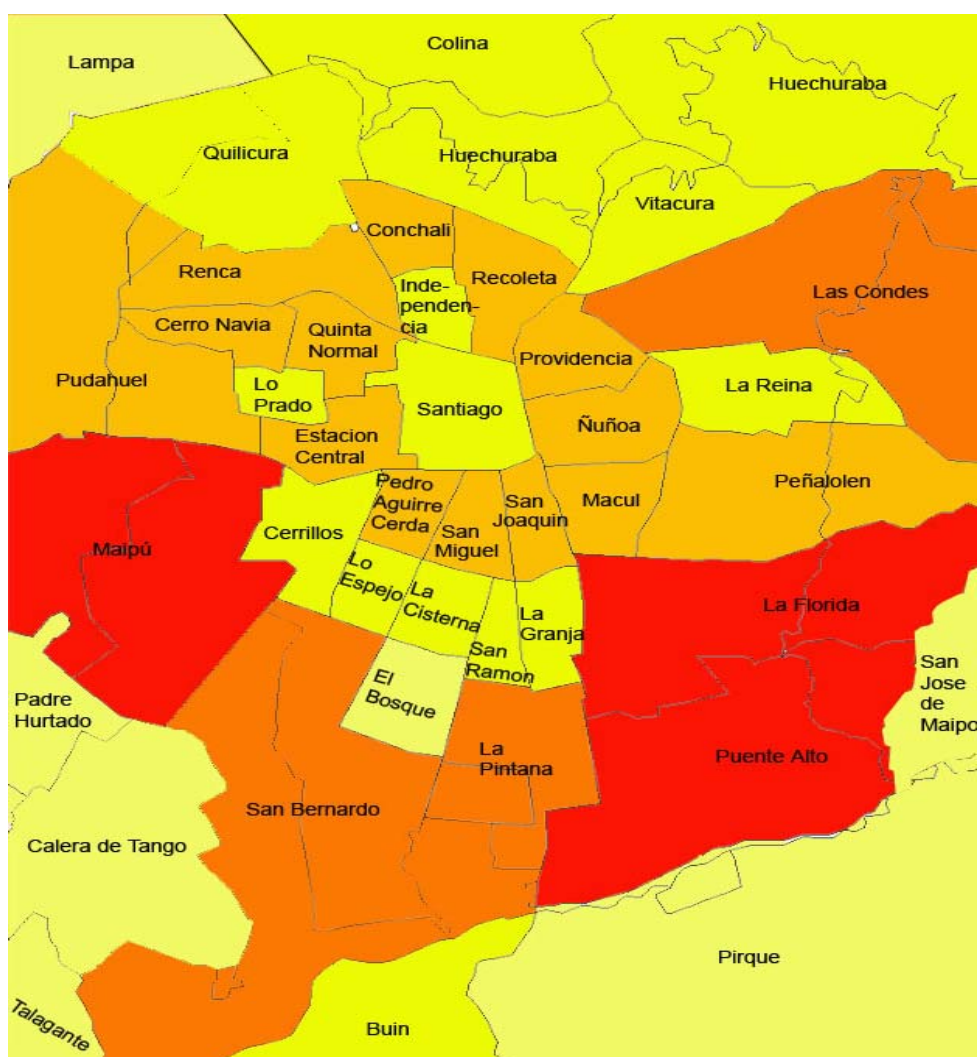 Colina
Lampa
Huechuraba
Quilicura
Huechuraba
Vitacura
Conchali
Recoleta
Renca
Inde-
penden-
cia
Las Condes
Cerro Navia
Quinta
Normal
Providencia
Pudahuel
Lo
Prado
La Reina
Santiago
Ñuñoa
Estacion
Central
Pedro
Aguirre
Cerda
San
Joaquin
Macul
Peñalolen
Cerrillos
San
Miguel
Maipú
Lo
Espejo
La
Cisterna
La
Granja
La Florida
San
Ramon
El
Bosque
San
Jose
de
Maipo
Padre
Hurtado
La
Pintana
Puente Alto
San Bernardo
Calera de Tango
Pirque
Talagante
Buin